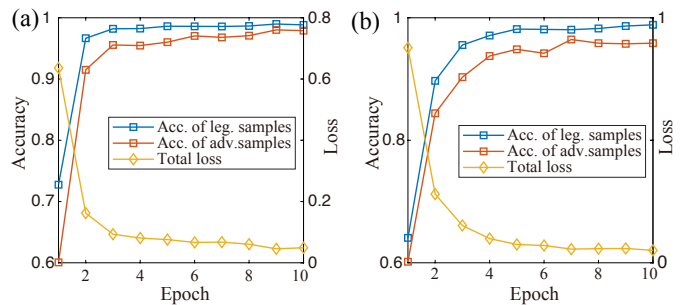 (a)
1
0.9
0.8
0.7
0.6
Accuracy
0.8
0.6
0.4
0.2
0
Loss
2 4 6 8 10
Epoch
Acc. of leg. samples
Acc. of adv.samples
Total loss
(b)
1
0.8
0.6
Accuracy
1
0
Loss
2 4 6 8 10
Epoch
Acc. of leg. samples
Acc. of adv.samples
Total loss